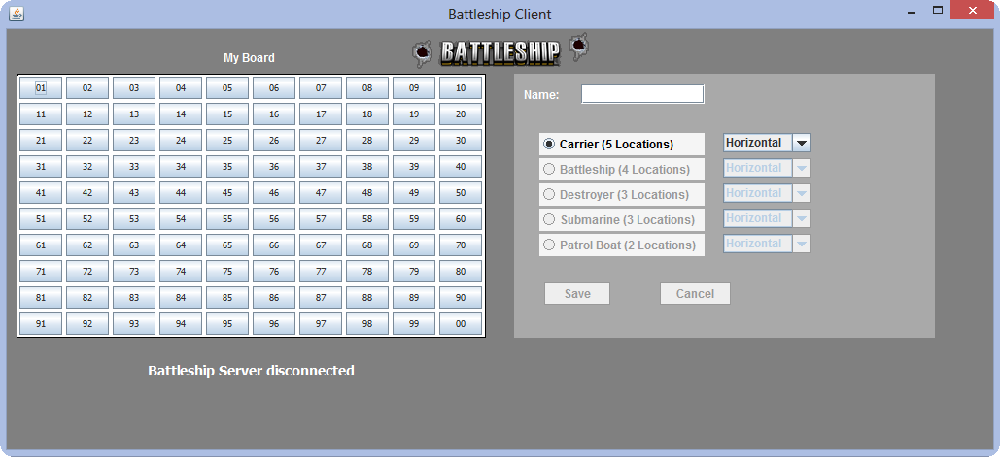 Battleship Client
My Board
BATTLESHIP
01 02 03 04 05 06 07 08 09 10
11 12 13 14 15 16 17 18 19 20
21 22 23 24 25 26 27 28 29 30
31 32 33 34 35 36 37 38 39 40
41 42 43 44 45 46 47 48 49 50
51 52 53 54 55 56 57 58 59 60
61 62 63 64 65 66 67 68 69 70
71 72 73 74 75 76 77 78 79 80
81 82 83 84 85 86 87 88 89 90
91 92 93 94 95 96 97 98 99 00
Name:
Carrier (5 Locations) Horizontal
Battleship (4 Locations) Horizontal
Destroyer (3 Locations) Horizontal
Submarine (3 Locations) Horizontal
Patrol Boat (2 Locations) Horizontal
Save Cancel
Battleship Server disconnected